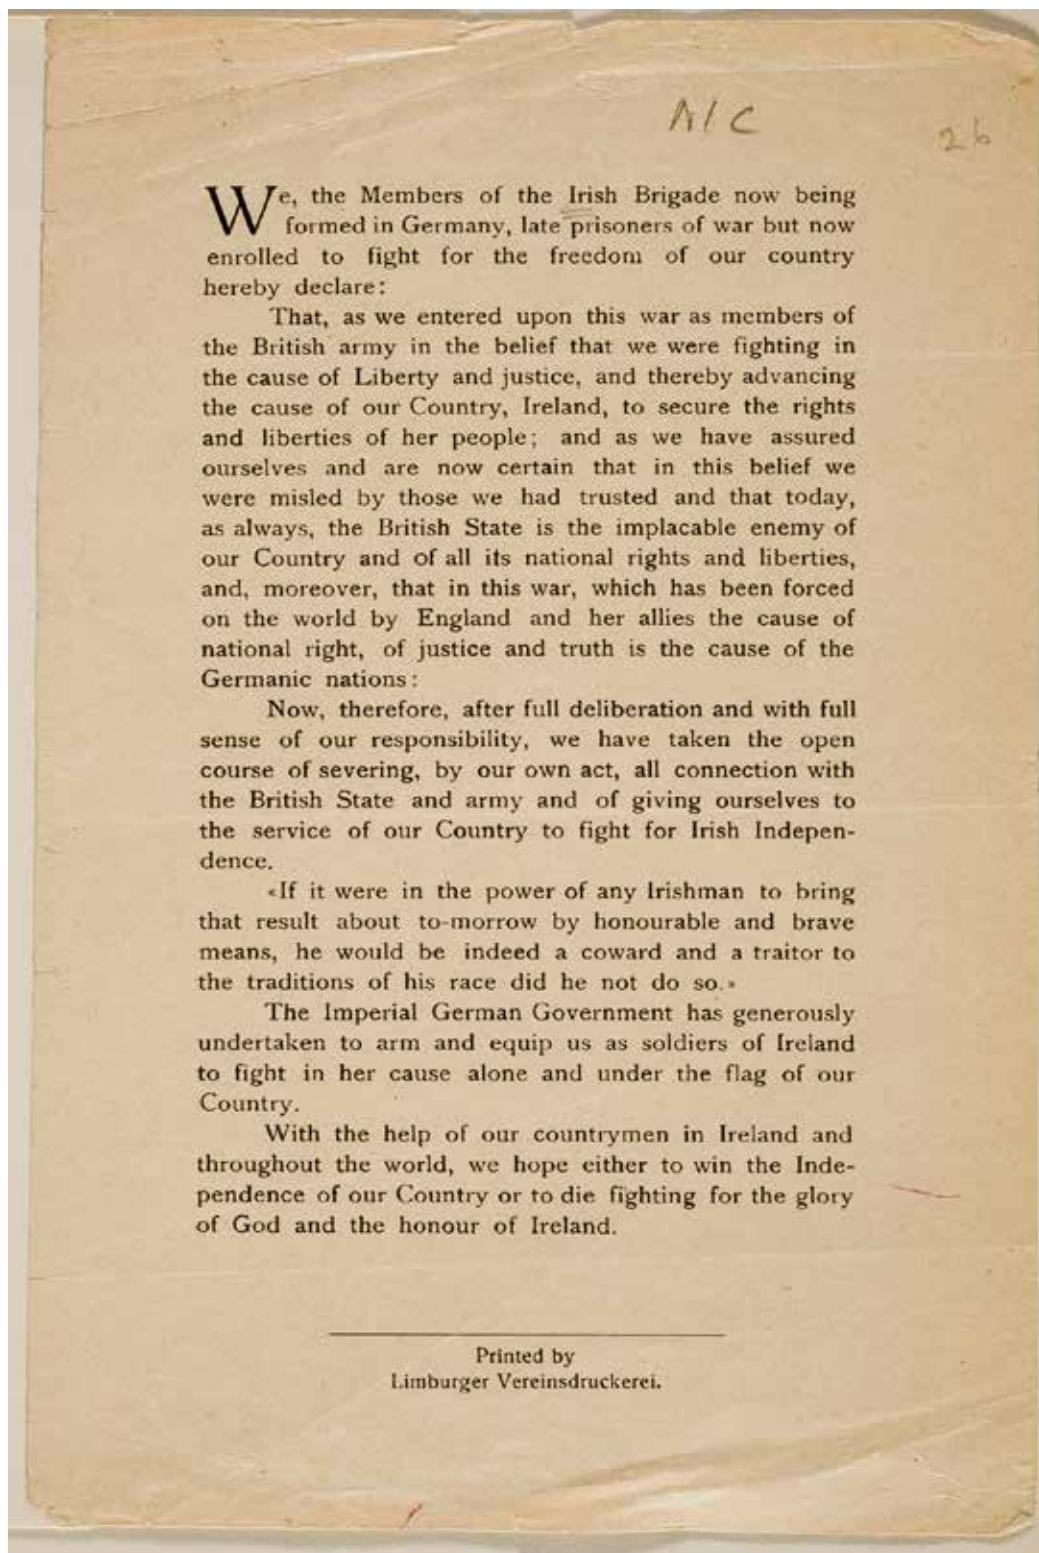 NIC
26
We, the Members of the Irish Brigade now being
formed in Germany, late prisoners of war but now
enrolled to fight for the freedom of our country
hereby declare:
That, as we entered upon this war as members of
the British army in the belief that we were fighting in
the cause of Liberty and justice, and thereby advancing
the cause of our Country, Ireland, to secure the rights
and liberties of her people; and as we have assured
ourselves and are now certain that in this belief we
were misled by those we had trusted and that today,
as always, the British State is the implacable enemy of
our Country and of all its national rights and liberties,
and, moreover, that in this war, which has been forced
on the world by England and her allies the cause of
national right, of justice and truth is the cause of the
Germanic nations:
Now, therefore, after full deliberation and with full
sense of our responsibility, we have taken the open
course of severing, by our own act, all connection with
the British State and army and of giving ourselves to
the service of our Country to fight for Irish Indepen-
dence.
«If it were in the power of any Irishman to bring
that result about to-morrow by honourable and brave
means, he would be indeed a coward and a traitor to
the traditions of his race did he not do so.»
The Imperial German Government has generously
undertaken to arm and equip us as soldiers of Ireland
to fight in her cause alone and under the flag of our
Country.
With the help of our countrymen in Ireland and
throughout the world, we hope either to win the Inde-
pendence of our Country or to die fighting for the glory
of God and the honour of Ireland.
Printed by
Limburger Vereinsdruckerei.